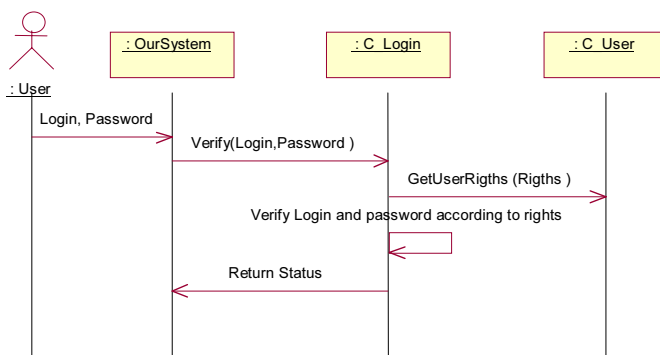 : OurSystem
: C_Login
: C_User
: User
Login, Password
Verify(Login,Password )
GetUserRigths (Rigths )
Verify Login and password according to rights
Return Status